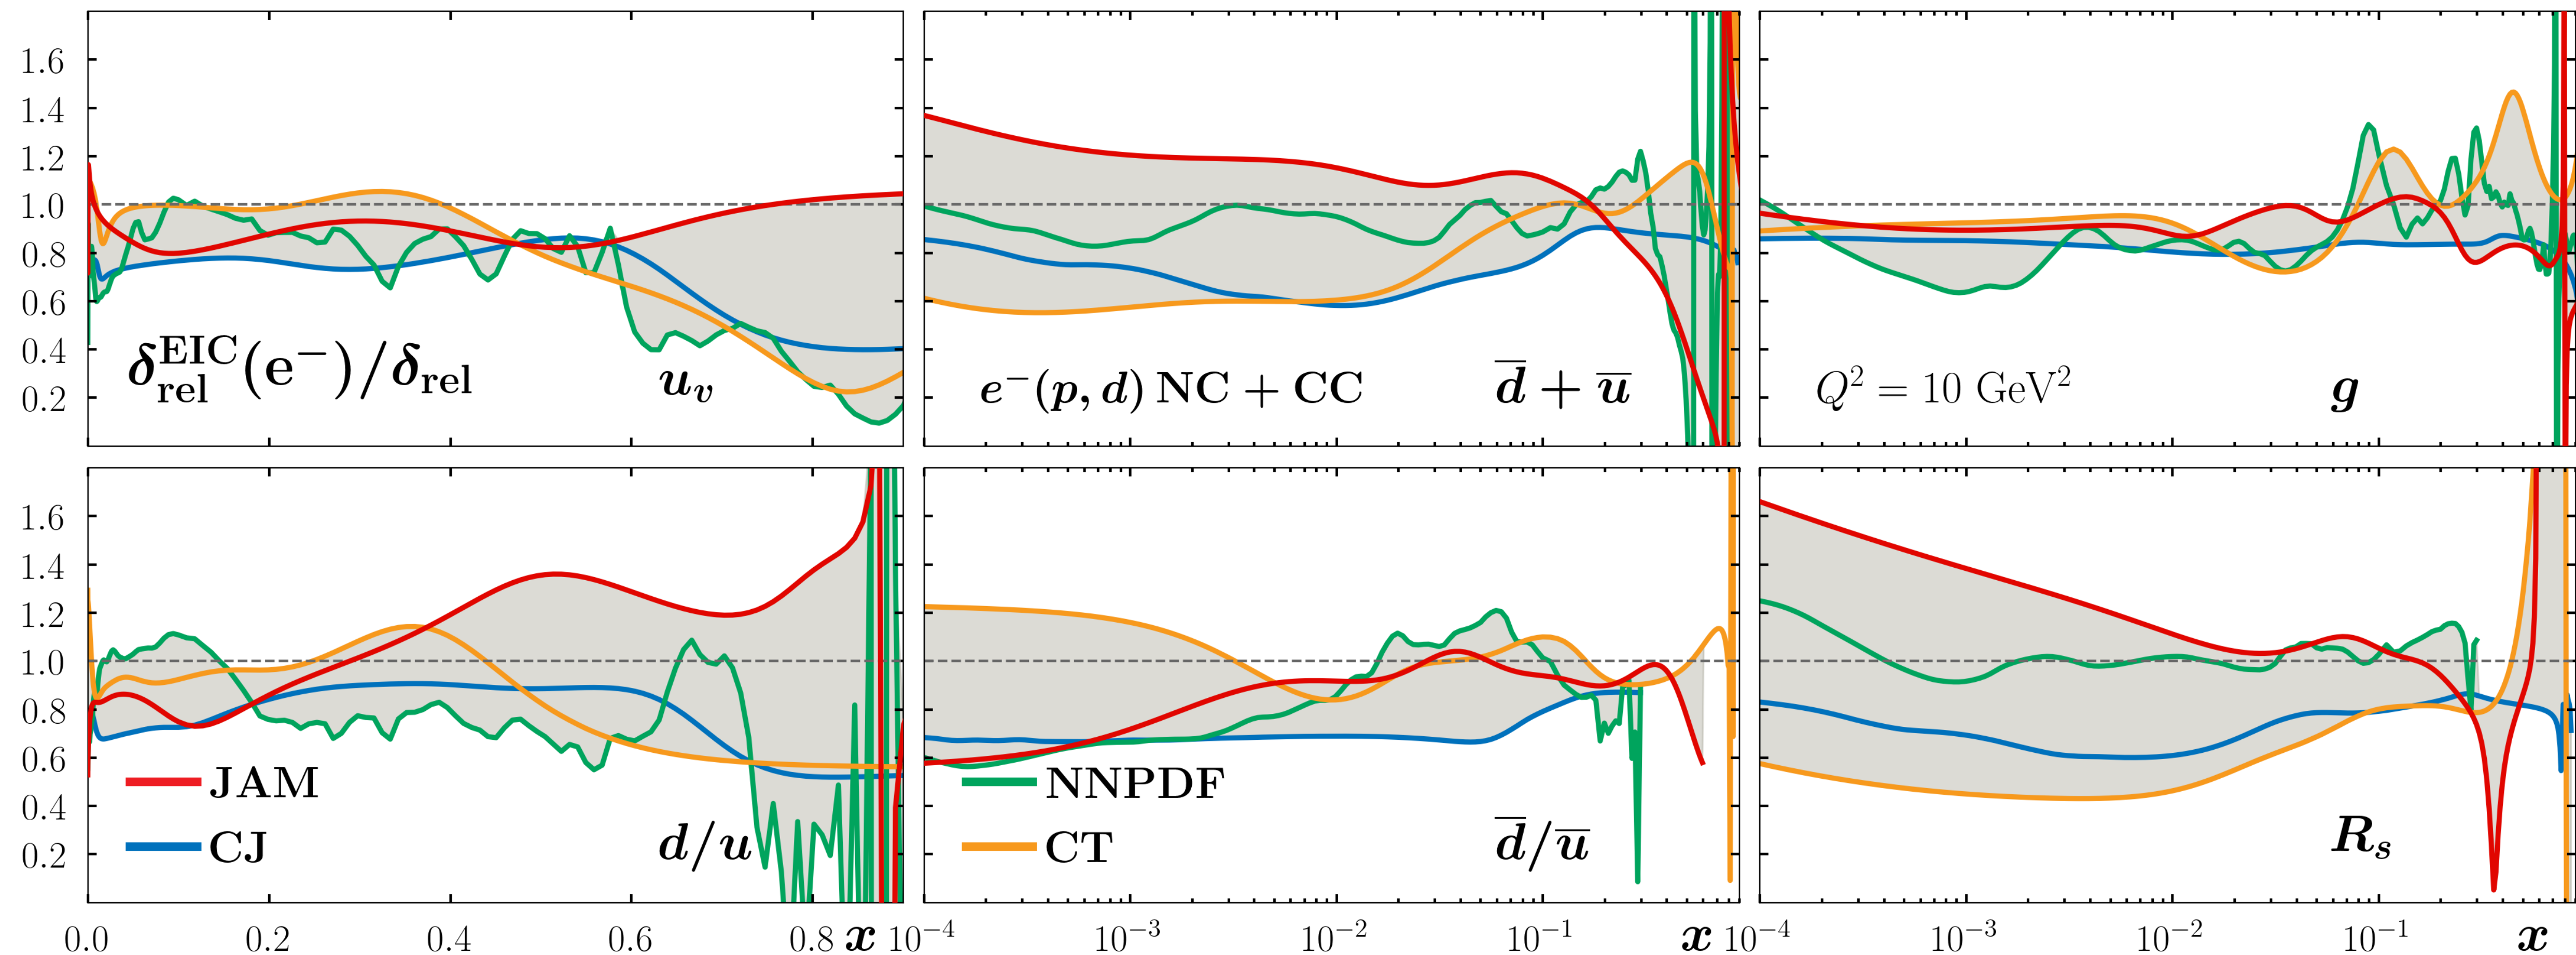 1.6
1.4
1.2
1.0
0.8
0.6
0.4
0.2
δ_rel^EIC(e⁻)/δ_rel
u_v
e⁻(p, d) NC + CC
d̅ + u̅
Q² = 10 GeV²
g
1.6
1.4
1.2
1.0
0.8
0.6
0.4
0.2
JAM
CJ
d/u
NNPDF
CT
d̅/u̅
R_s
0.0 0.2 0.4 0.6 0.8 x 10⁻⁴ 10⁻³ 10⁻² 10⁻¹ x 10⁻⁴ 10⁻³ 10⁻² 10⁻¹ x